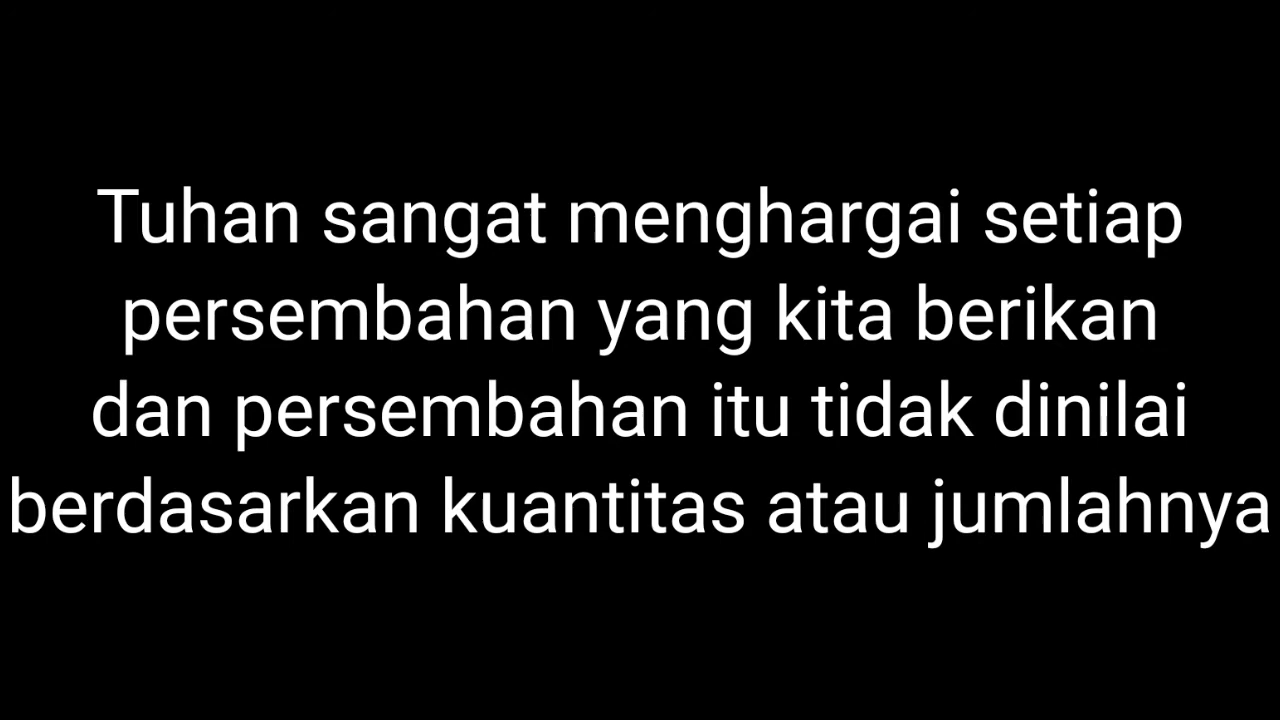 Tuhan sangat menghargai setiap
persembahan yang kita berikan
dan persembahan itu tidak dinilai
berdasarkan kuantitas atau jumlahnya